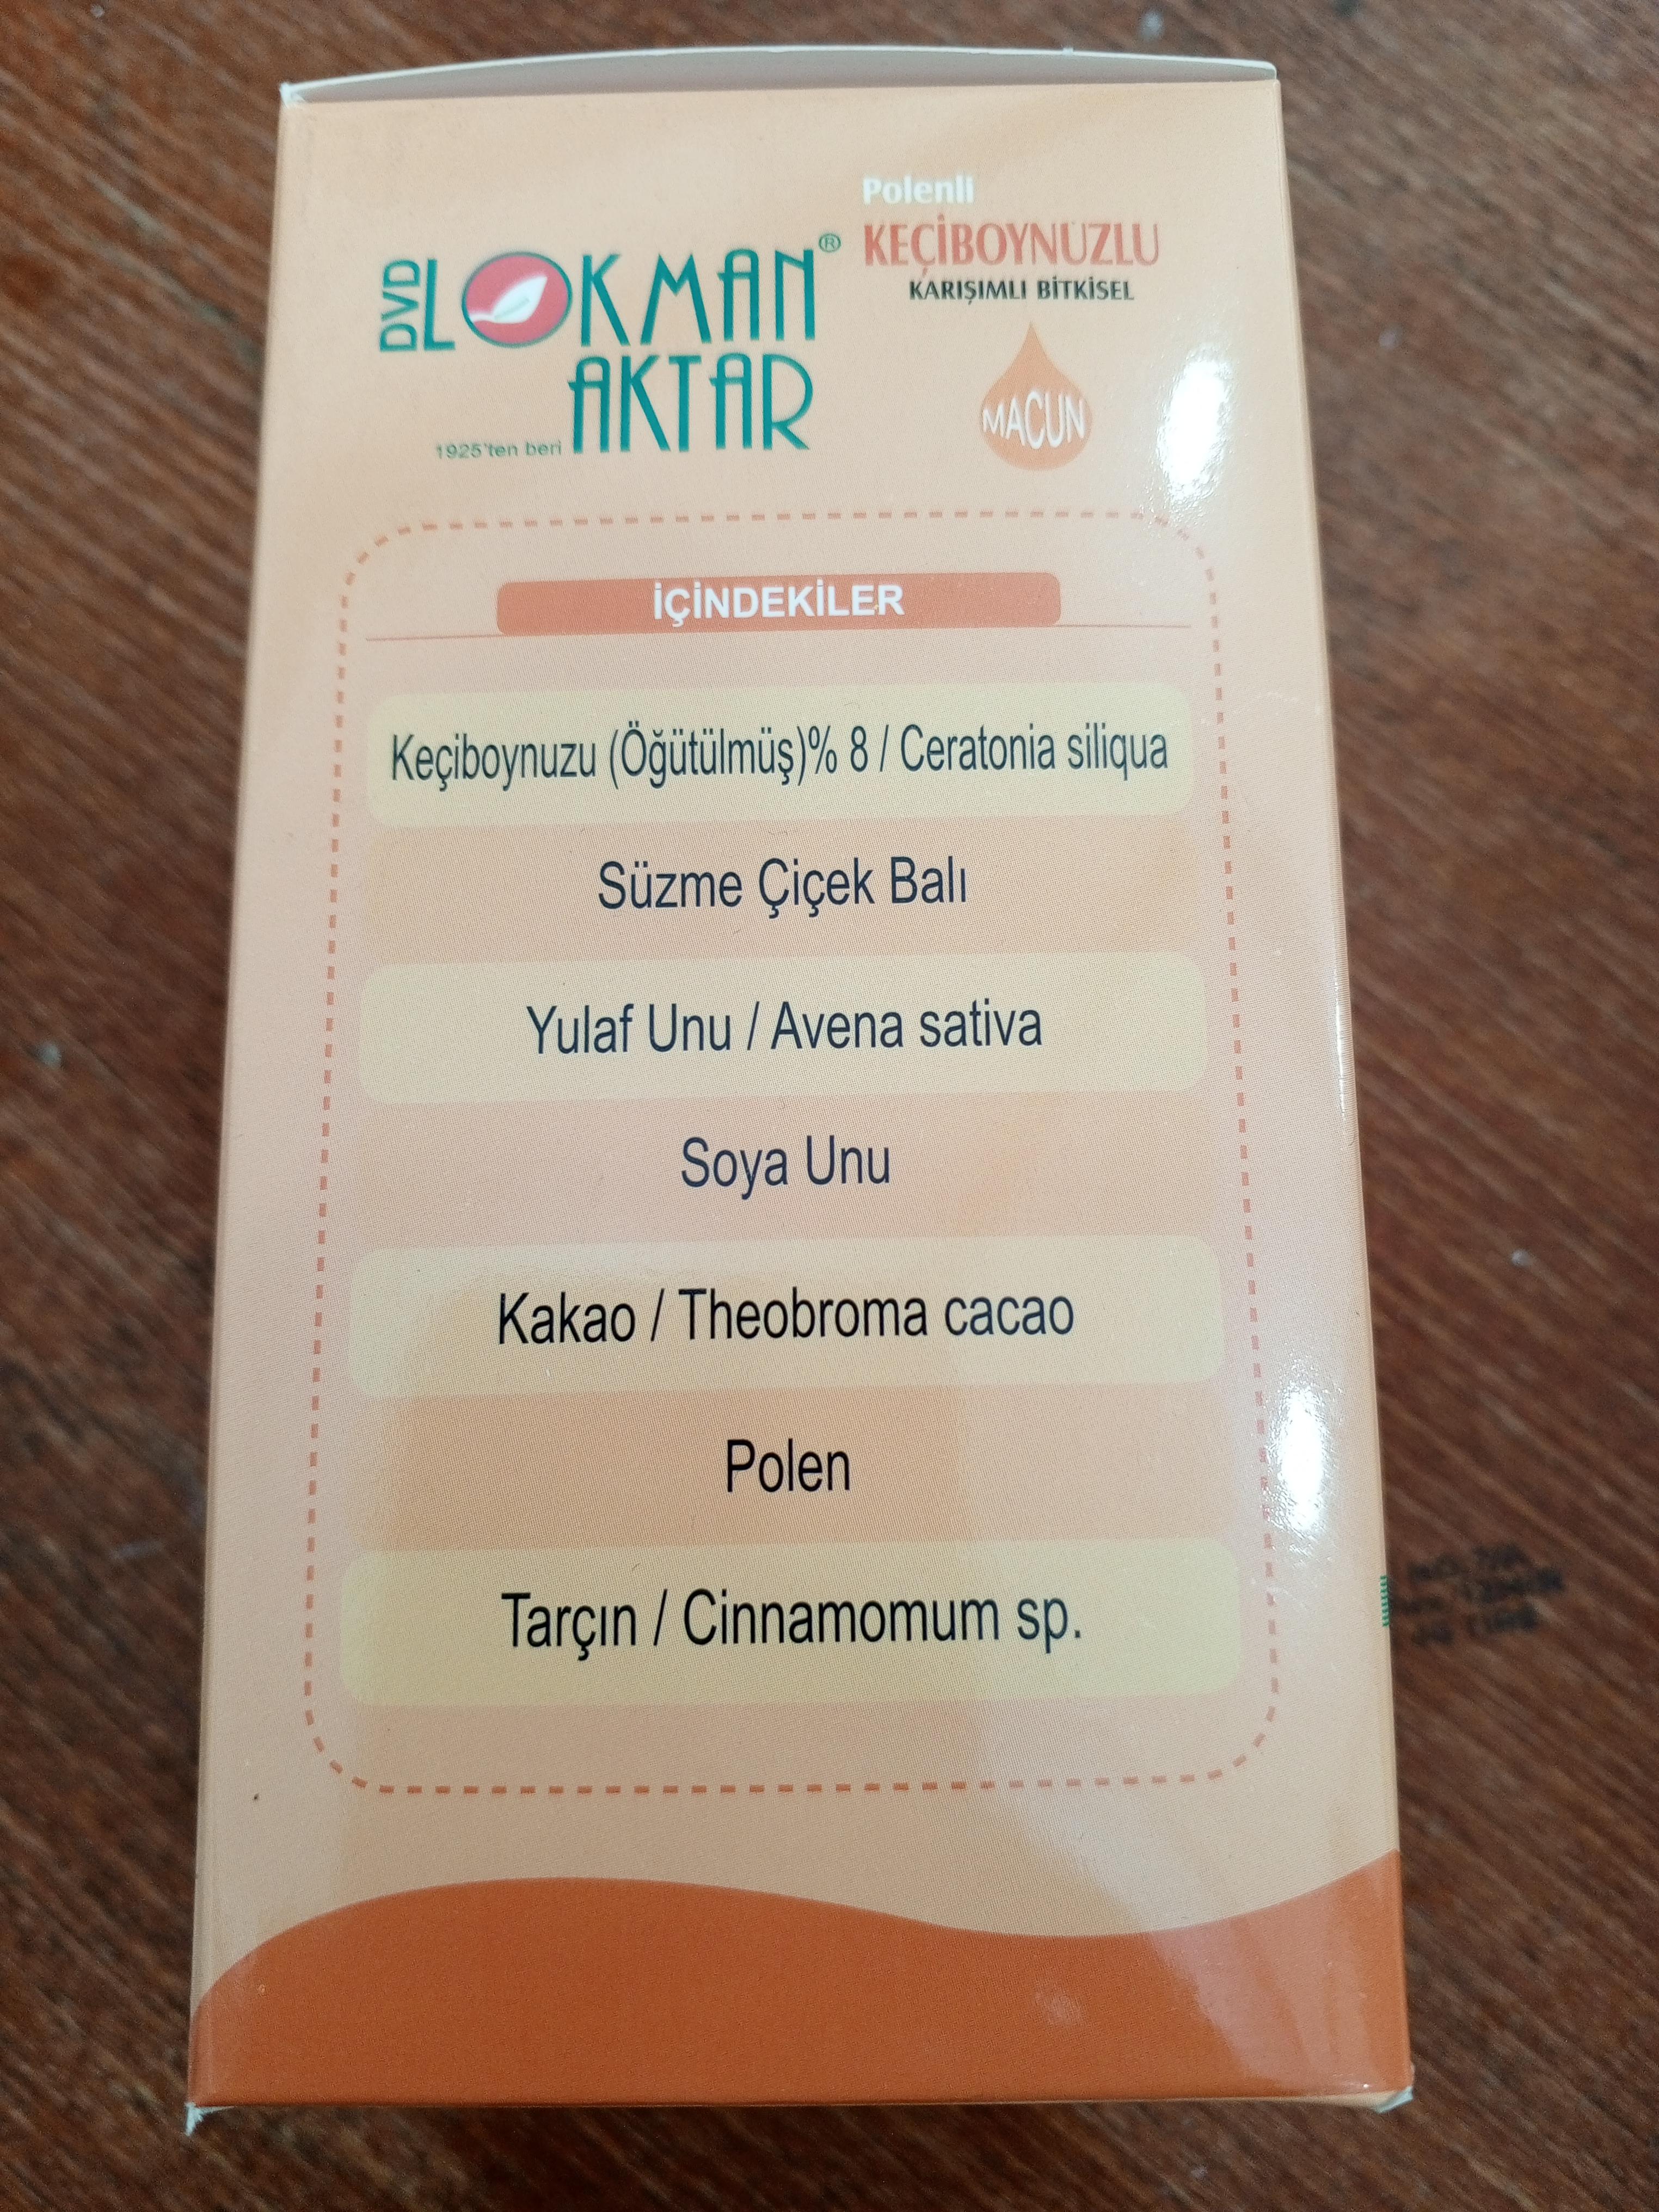 Polenli
KEÇİBOYNUZLU
KARIŞIMLI BİTKİSEL
MACUN
DVD LOKMAN®
AKTAR
1925'ten beri
İÇİNDEKİLER
Keçiboynuzu (Öğütülmüş)% 8 / Ceratonia siliqua
Süzme Çiçek Balı
Yulaf Unu / Avena sativa
Soya Unu
Kakao / Theobroma cacao
Polen
Tarçın / Cinnamomum sp.